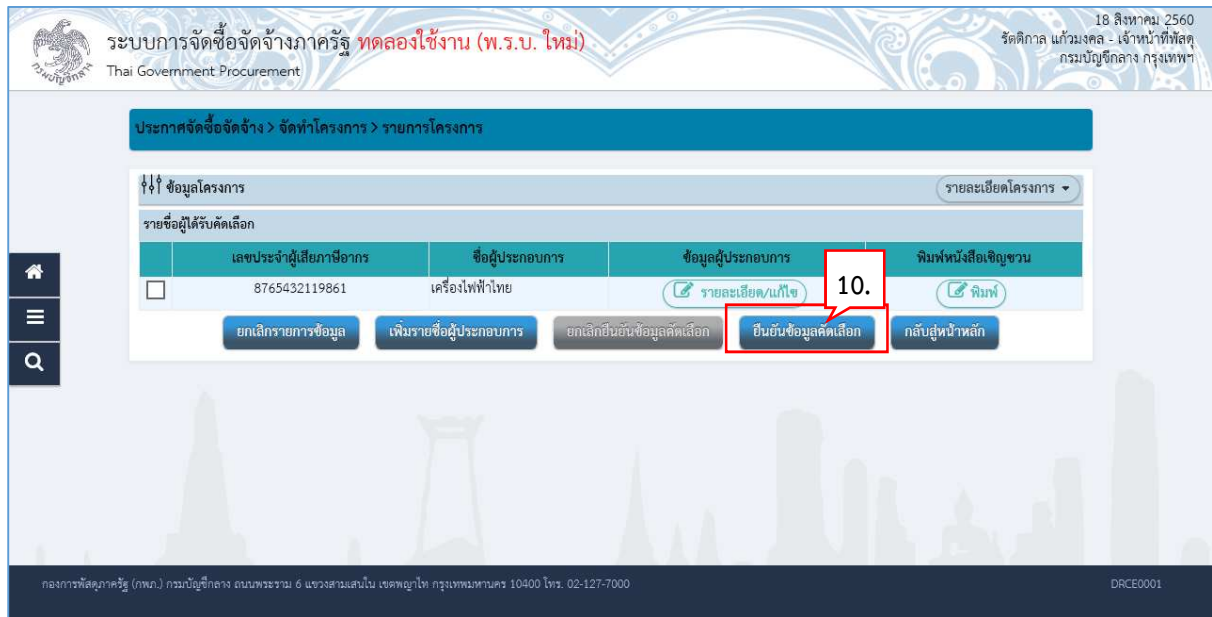 18 สิงหาคม 2560
ระบบการจัดซื้อจัดจ้างภาครัฐ ทดลองใช้งาน (พ.ร.บ. ใหม่)
รัตติกาล แก้วมงคล - เจ้าหน้าที่พัสดุ
Thai Government Procurement
กรมบัญชีกลาง กรุงเทพฯ
กรมบัญชีกลาง
ประกาศจัดซื้อจัดจ้าง > จัดทำโครงการ > รายการโครงการ
ข้อมูลโครงการ รายละเอียดโครงการ
รายชื่อผู้ได้รับคัดเลือก
เลขประจำผู้เสียภาษีอากร ชื่อผู้ประกอบการ ข้อมูลผู้ประกอบการ พิมพ์หนังสือเชิญชวน
8765432119861 เครื่องไฟฟ้าไทย รายละเอียด/แก้ไข 10. พิมพ์
ยกเลิกรายการข้อมูล เพิ่มรายชื่อผู้ประกอบการ ยกเลิกยืนยันข้อมูลคัดเลือก ยืนยันข้อมูลคัดเลือก กลับสู่หน้าหลัก
กองการพัสดุภาครัฐ (กพภ.) กรมบัญชีกลาง ถนนพระราม 6 แขวงสามเสนใน เขตพญาไท กรุงเทพมหานคร 10400 โทร. 02-127-7000 DRCE0001